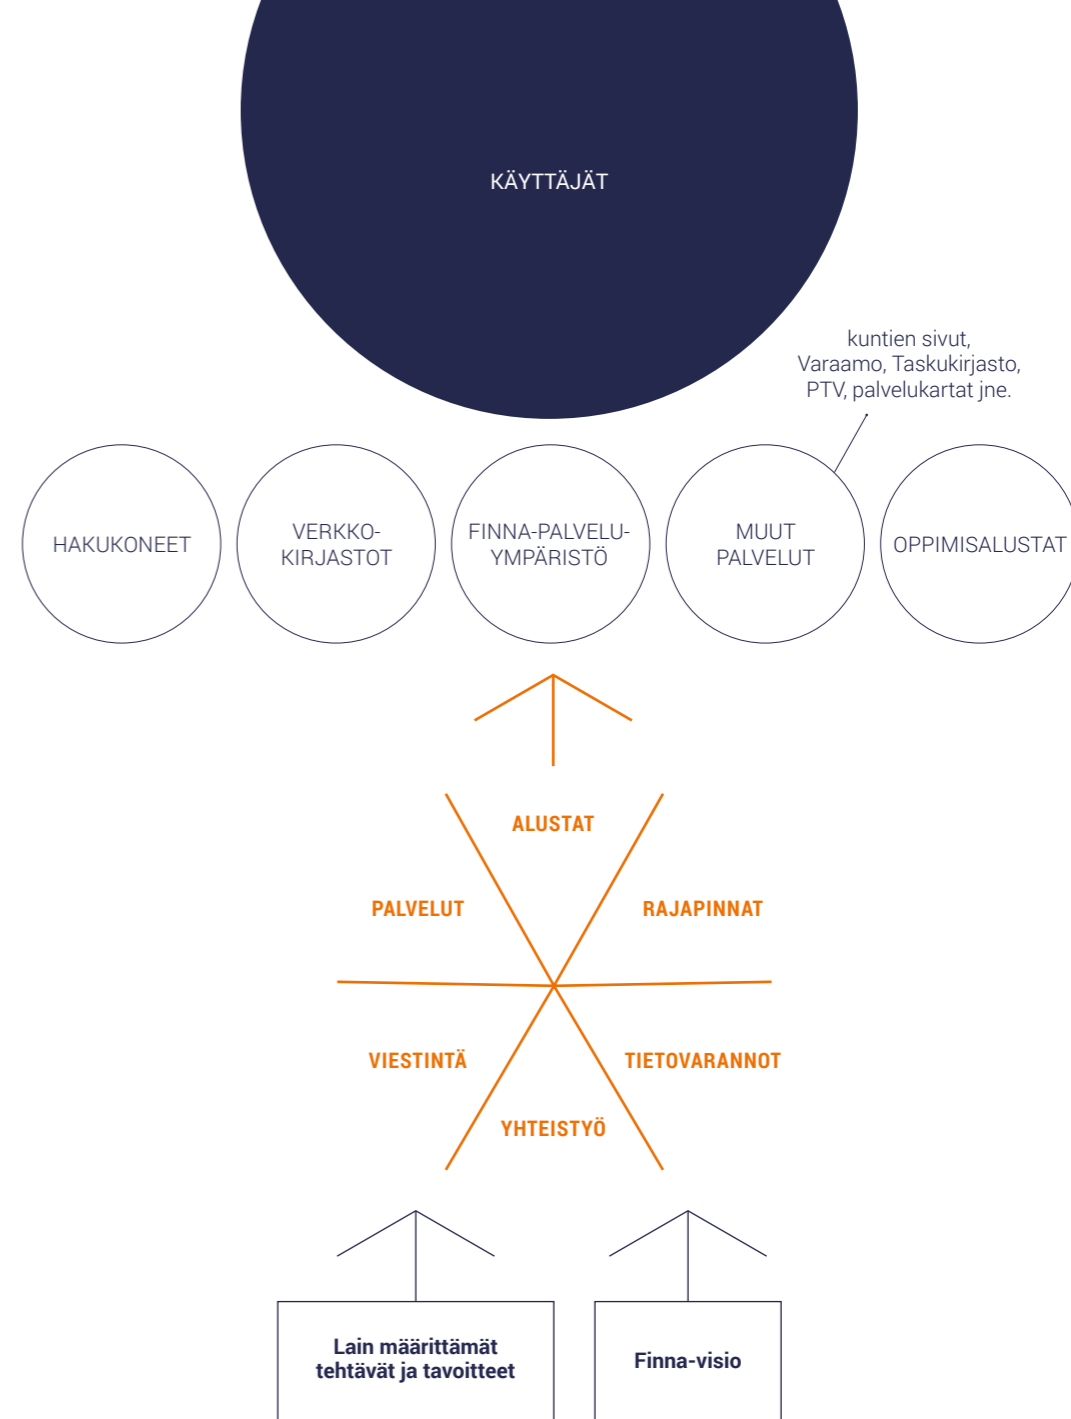 KÄYTTÄJÄT
kuntien sivut,
Varaamo, Taskukirjasto,
PTV, palvelukartat jne.
HAKUKONEET
VERKKO-
KIRJASTOT
FINNA-PALVELU-
YMPÄRISTÖ
MUUT
PALVELUT
OPPIMISALUSTAT
ALUSTAT
PALVELUT
RAJAPINNAT
VIESTINTÄ
TIETOVARANNOT
YHTEISTYÖ
Lain määrittämät
tehtävät ja tavoitteet
Finna-visio